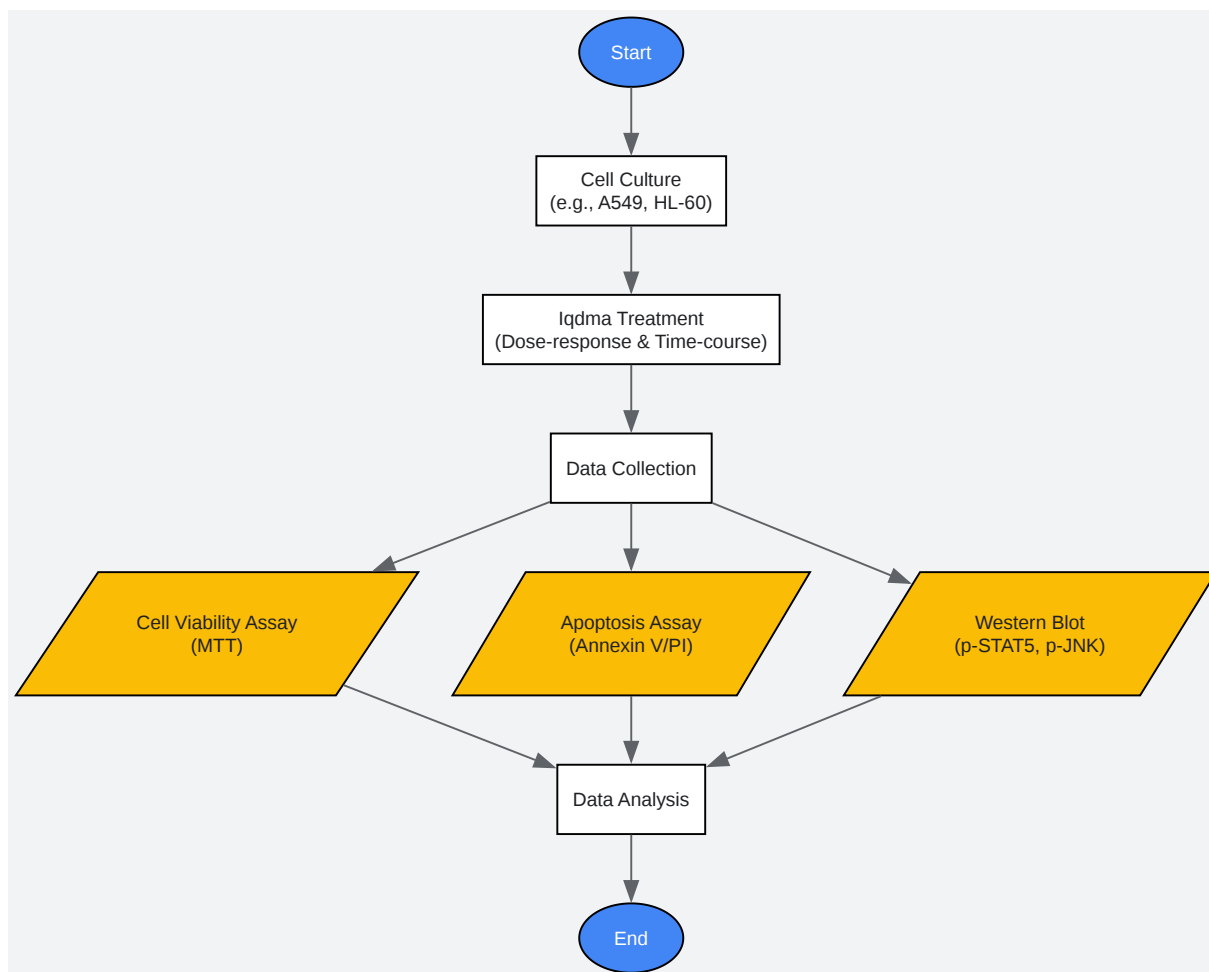 Start
Cell Culture
(e.g., A549, HL-60)
Iqdma Treatment
(Dose-response & Time-course)
Data Collection
Cell Viability Assay
(MTT)
Apoptosis Assay
(Annexin V/PI)
Western Blot
(p-STAT5, p-JNK)
Data Analysis
End